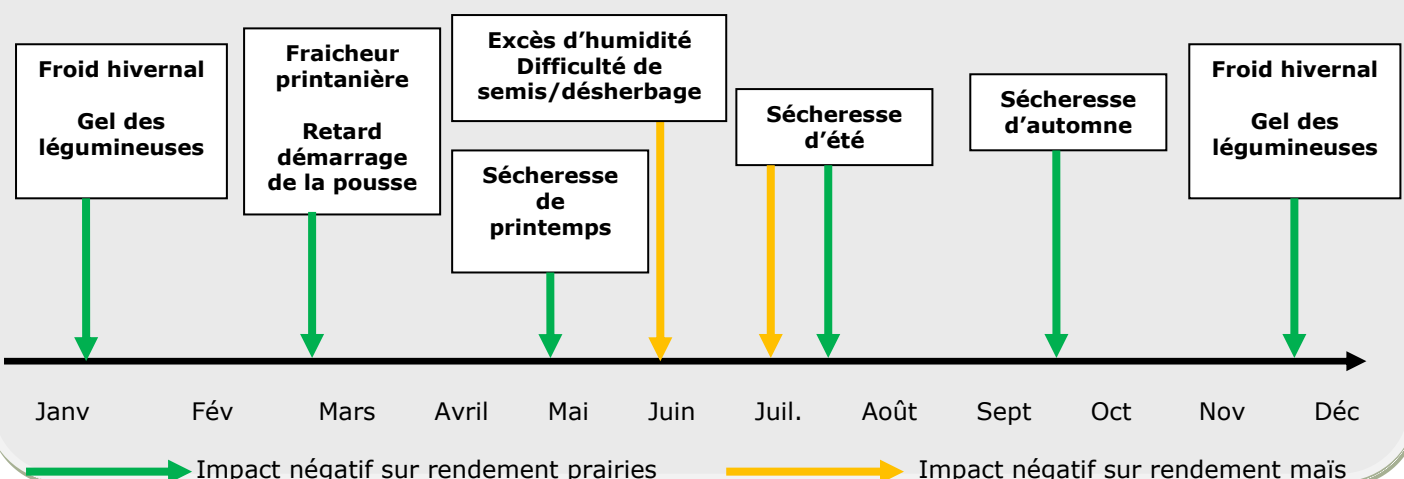 Froid hivernal
Gel des
légumineuses
Fraicheur
printanière
Retard
démarrage
de la pousse
Excès d’humidité
Difficulté de
semis/désherbage
Sécheresse
de
printemps
Sécheresse
d’été
Sécheresse
d’automne
Froid hivernal
Gel des
légumineuses
Janv Fév Mars Avril Mai Juin Juil. Août Sept Oct Nov Déc
Impact négatif sur rendement prairies
Impact négatif sur rendement maïs